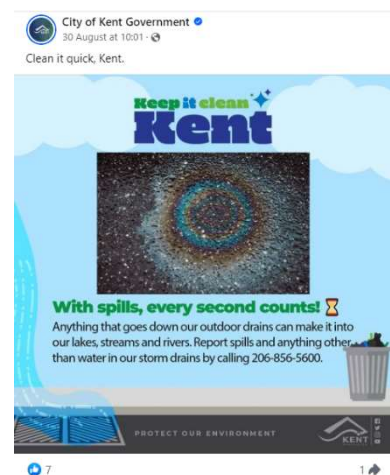 City of Kent Government
30 August at 10:01 ·
Clean it quick, Kent.
Keep it clean
Kent
With spills, every second counts!
Anything that goes down our outdoor drains can make it into
our lakes, streams and rivers. Report spills and anything other
than water in our storm drains by calling 206-856-5600.
PROTECT OUR ENVIRONMENT
KENT
7
1